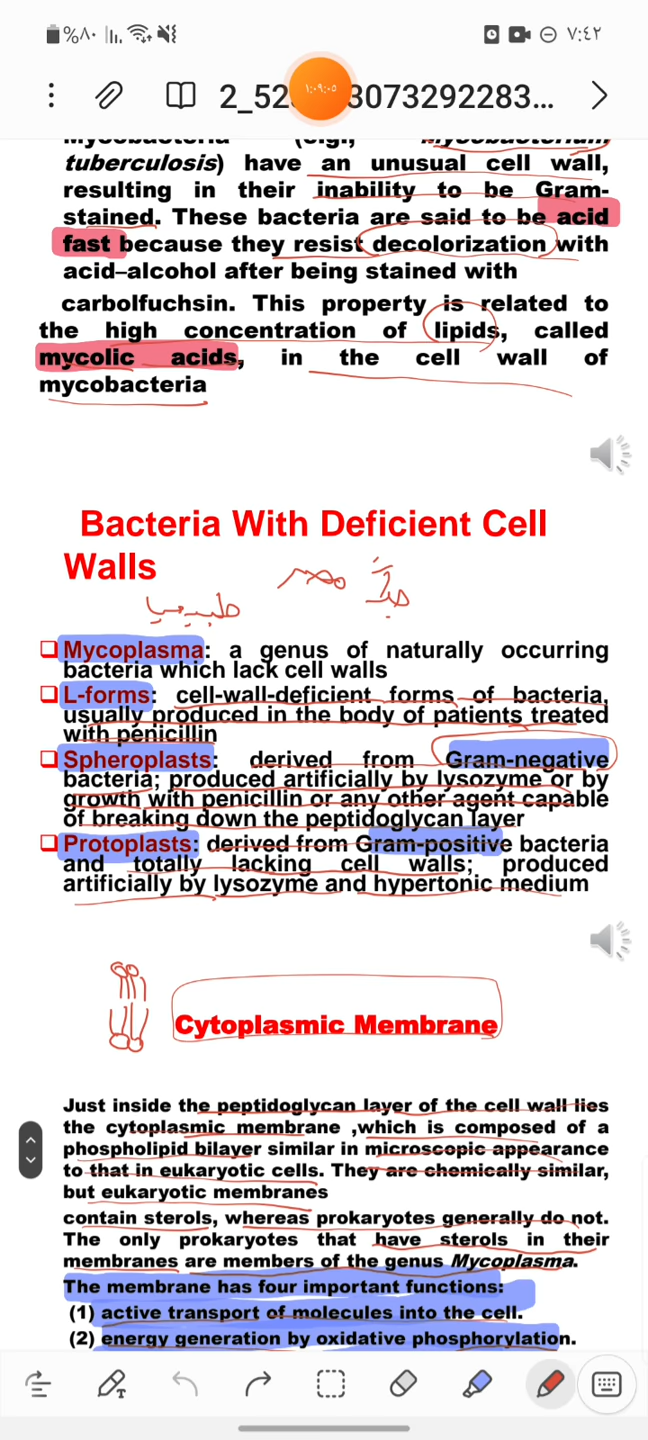 %٨٠ ٧:٤٢
2_52 3073292283...
١:٠٩:٠٥
tuberculosis) have an unusual cell wall,
resulting in their inability to be Gram-
stained. These bacteria are said to be acid
fast because they resist decolorization with
acid–alcohol after being stained with
carbolfuchsin. This property is related to
the high concentration of lipids, called
mycolic acids, in the cell wall of
mycobacteria
Bacteria With Deficient Cell
Walls
❑ Mycoplasma: a genus of naturally occurring
bacteria which lack cell walls
❑ L-forms: cell-wall-deficient forms of bacteria,
usually produced in the body of patients treated
with penicillin
❑ Spheroplasts: derived from Gram-negative
bacteria; produced artificially by lysozyme or by
growth with penicillin or any other agent capable
of breaking down the peptidoglycan layer
❑ Protoplasts: derived from Gram-positive bacteria
and totally lacking cell walls; produced
artificially by lysozyme and hypertonic medium
Cytoplasmic Membrane
Just inside the peptidoglycan layer of the cell wall lies
the cytoplasmic membrane ,which is composed of a
phospholipid bilayer similar in microscopic appearance
to that in eukaryotic cells. They are chemically similar,
but eukaryotic membranes
contain sterols, whereas prokaryotes generally do not.
The only prokaryotes that have sterols in their
membranes are members of the genus Mycoplasma.
The membrane has four important functions:
(1) active transport of molecules into the cell.
(2) energy generation by oxidative phosphorylation.